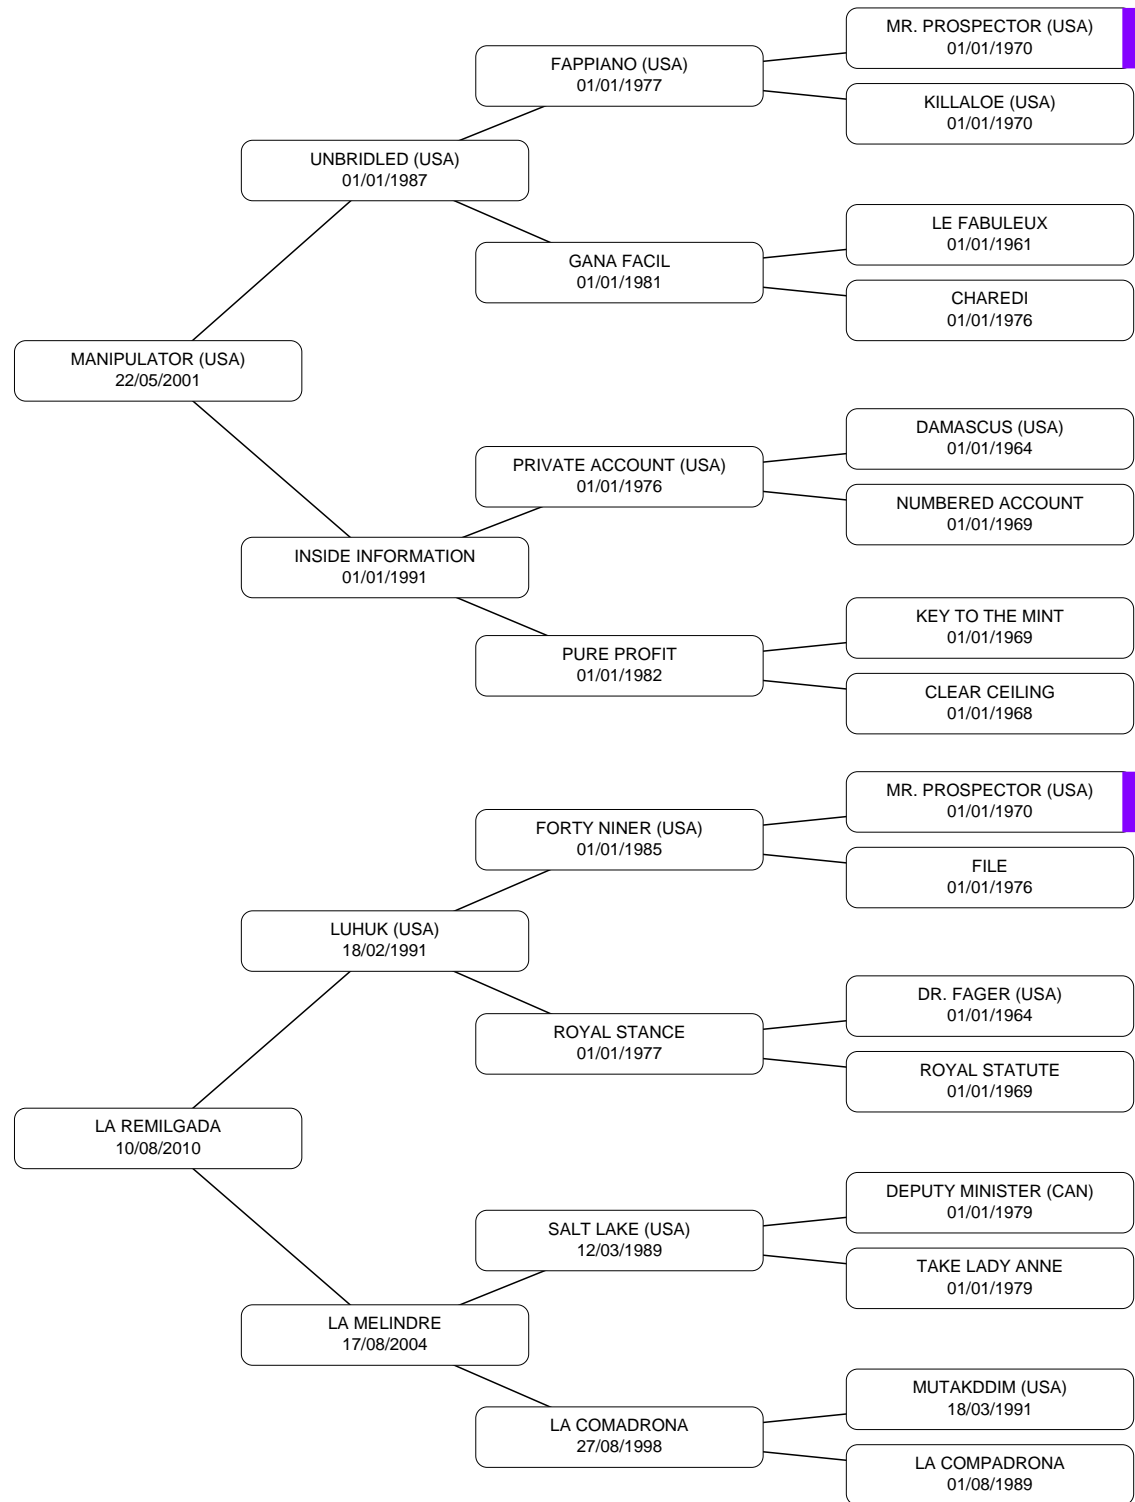 MR. PROSPECTOR (USA)
01/01/1970
FAPPIANO (USA)
01/01/1977
KILLALOE (USA)
01/01/1970
UNBRIDLED (USA)
01/01/1987
LE FABULEUX
01/01/1961
GANA FACIL
01/01/1981
CHAREDI
01/01/1976
MANIPULATOR (USA)
22/05/2001
DAMASCUS (USA)
01/01/1964
PRIVATE ACCOUNT (USA)
01/01/1976
NUMBERED ACCOUNT
01/01/1969
INSIDE INFORMATION
01/01/1991
KEY TO THE MINT
01/01/1969
PURE PROFIT
01/01/1982
CLEAR CEILING
01/01/1968
MR. PROSPECTOR (USA)
01/01/1970
FORTY NINER (USA)
01/01/1985
FILE
01/01/1976
LUHUK (USA)
18/02/1991
DR. FAGER (USA)
01/01/1964
ROYAL STANCE
01/01/1977
ROYAL STATUTE
01/01/1969
LA REMILGADA
10/08/2010
DEPUTY MINISTER (CAN)
01/01/1979
SALT LAKE (USA)
12/03/1989
TAKE LADY ANNE
01/01/1979
LA MELINDRE
17/08/2004
MUTAKDDIM (USA)
18/03/1991
LA COMADRONA
27/08/1998
LA COMPADRONA
01/08/1989